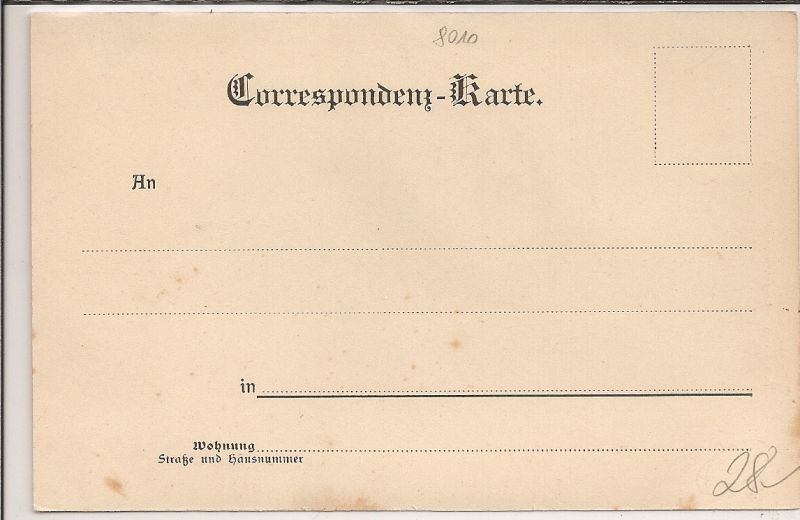 8010
Correspondenz-Karte.
An
in
Wohnung
Straße und Hausnummer
28